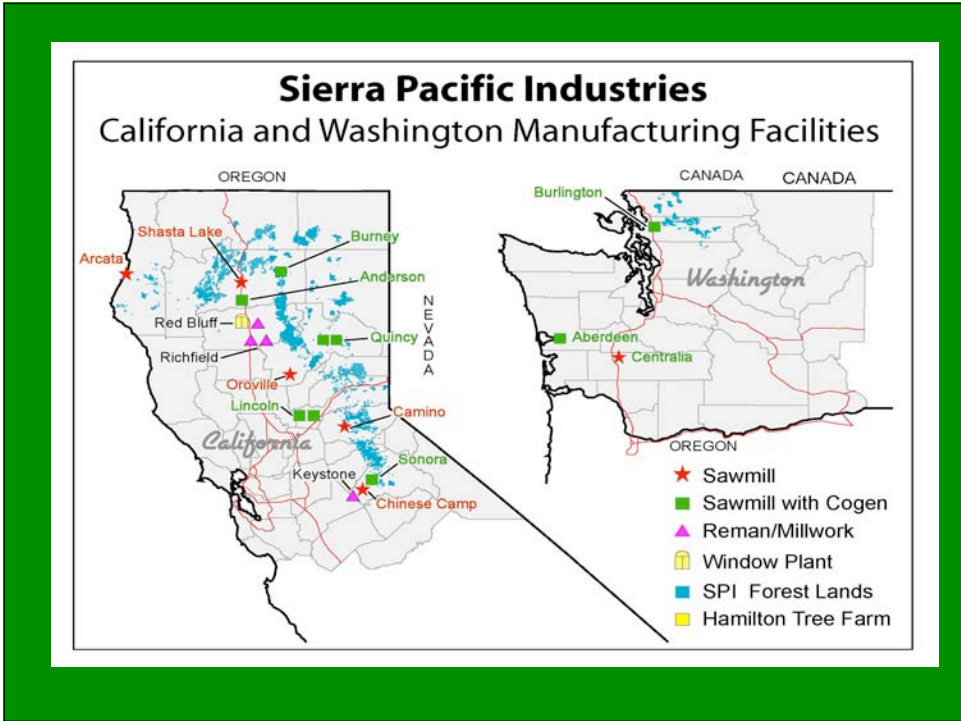 Sierra Pacific Industries
California and Washington Manufacturing Facilities
OREGON
CANADA
CANADA
Burlington
Shasta Lake
Burney
Arcata
Anderson
Washington
NEVADA
Red Bluff
Quincy
Aberdeen
Richfield
Centralia
Oroville
Lincoln
Camino
California
Sonora
OREGON
Keystone
Chinese Camp
Sawmill
Sawmill with Cogen
Reman/Millwork
Window Plant
SPI Forest Lands
Hamilton Tree Farm